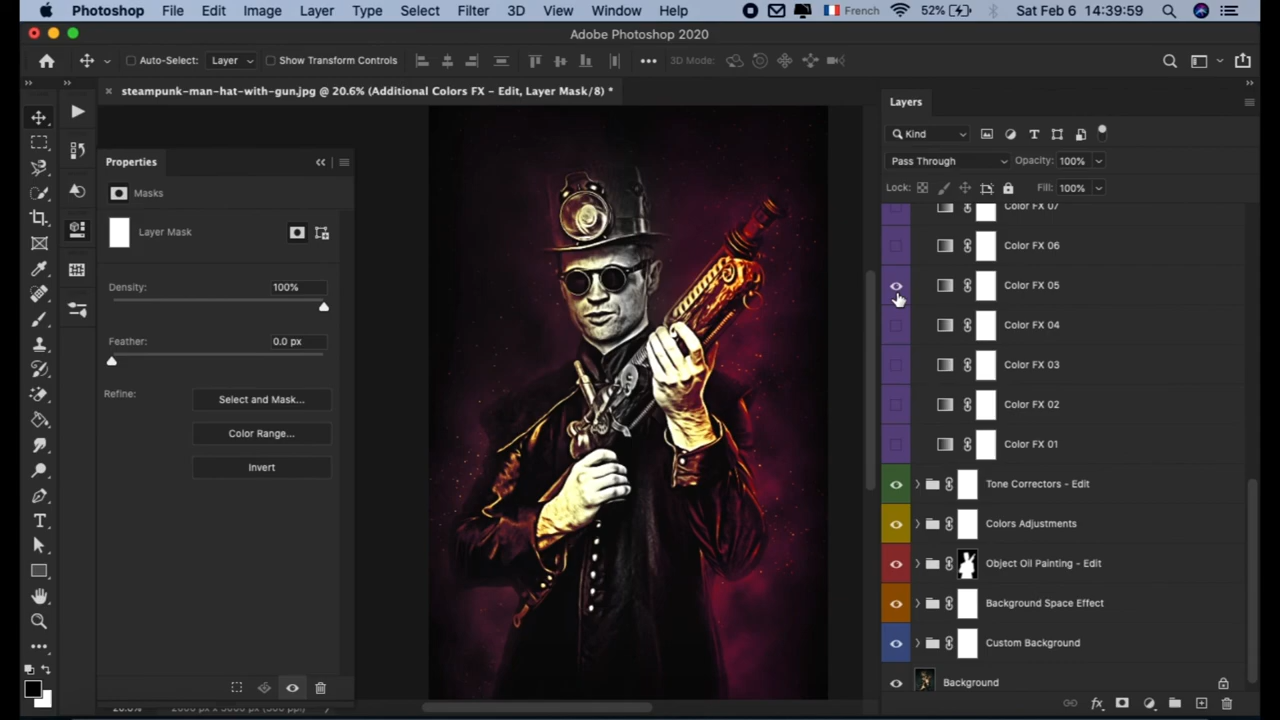 Photoshop File Edit Image Layer Type Select Filter 3D View Window Help French 52% Sat Feb 6 14:39:59
Adobe Photoshop 2020
Auto-Select: Layer Show Transform Controls 3D Mode:
steampunk-man-hat-with-gun.jpg @ 20.6% (Additional Colors FX - Edit, Layer Mask/8) *
Properties
Masks
Layer Mask
Density: 100%
Feather: 0.0 px
Refine:
Select and Mask...
Color Range...
Invert
Layers
Kind
Pass Through Opacity: 100%
Lock: Fill: 100%
Color FX 07
Color FX 06
Color FX 05
Color FX 04
Color FX 03
Color FX 02
Color FX 01
Tone Correctors - Edit
Colors Adjustments
Object Oil Painting - Edit
Background Space Effect
Custom Background
Background